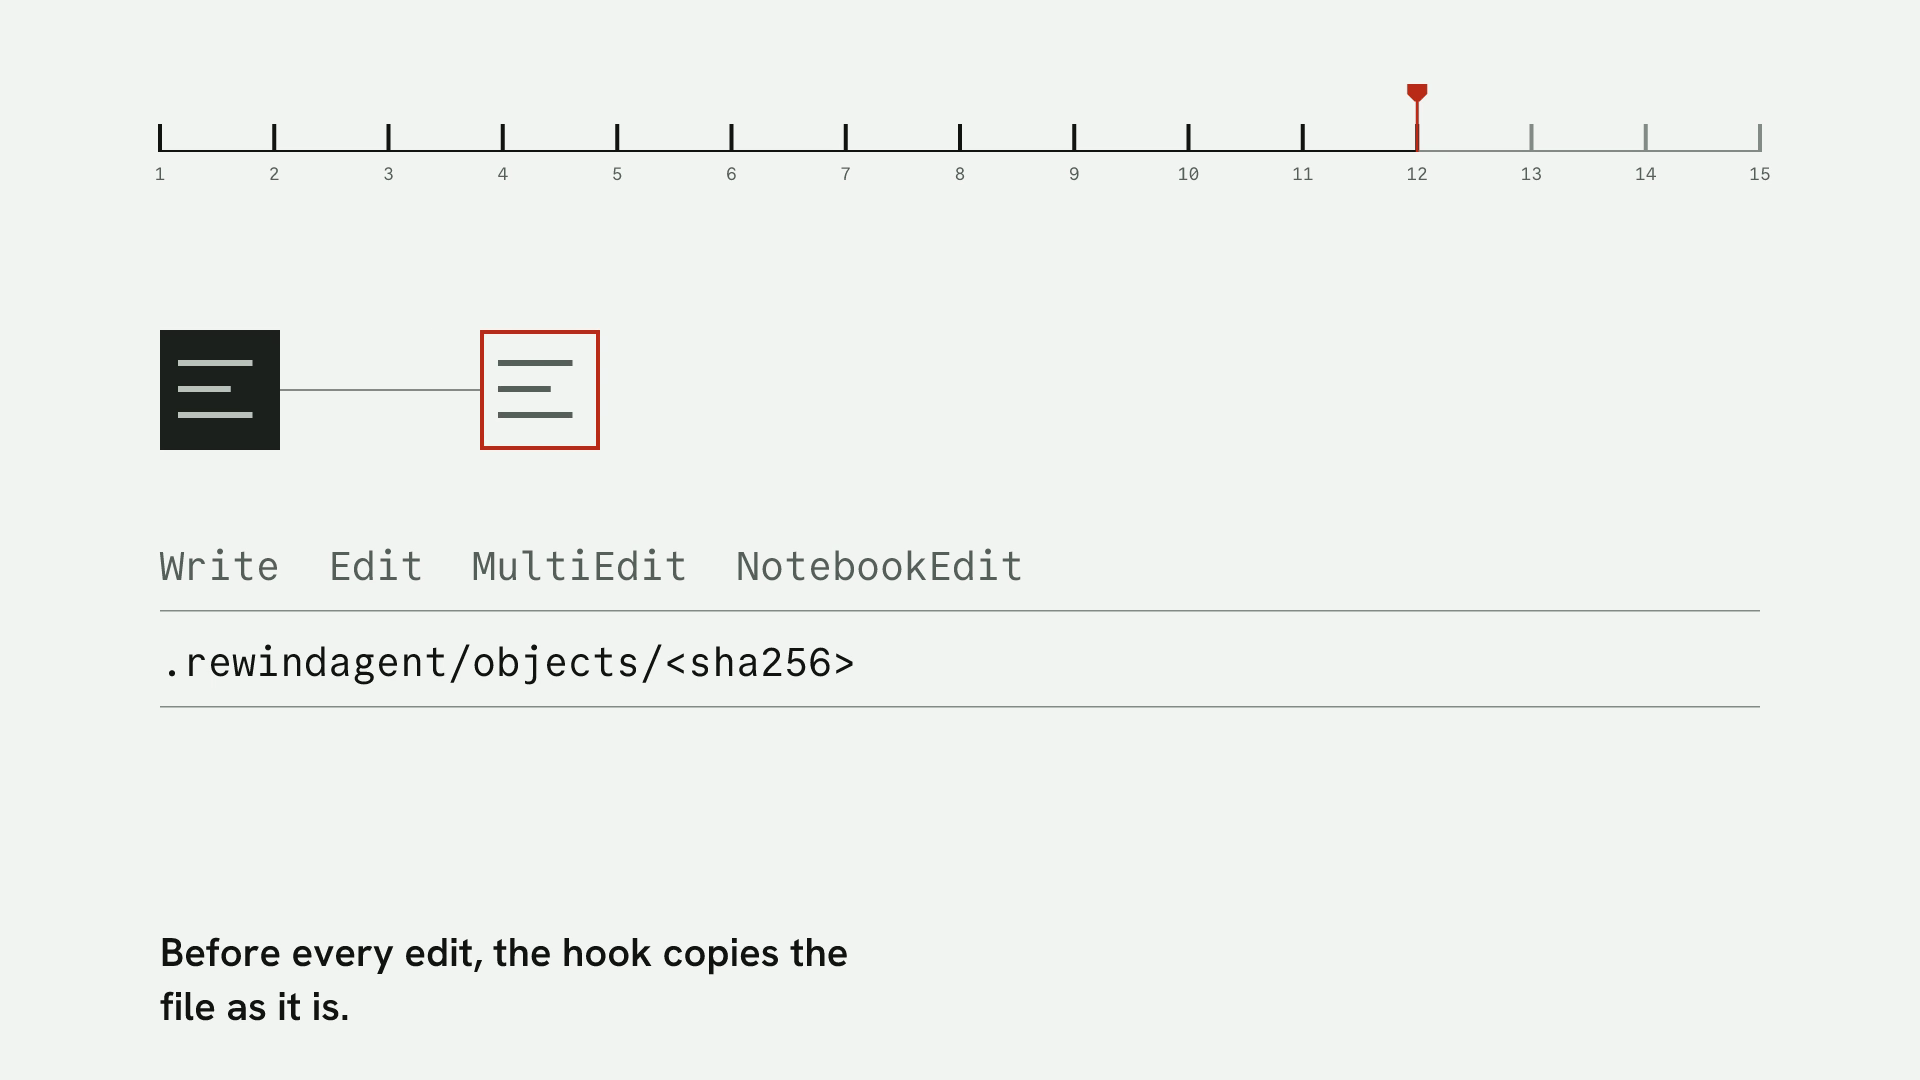 1 2 3 4 5 6 7 8 9 10 11 12 13 14 15
Write Edit MultiEdit NotebookEdit
.rewindagent/objects/<sha256>
Before every edit, the hook copies the
file as it is.